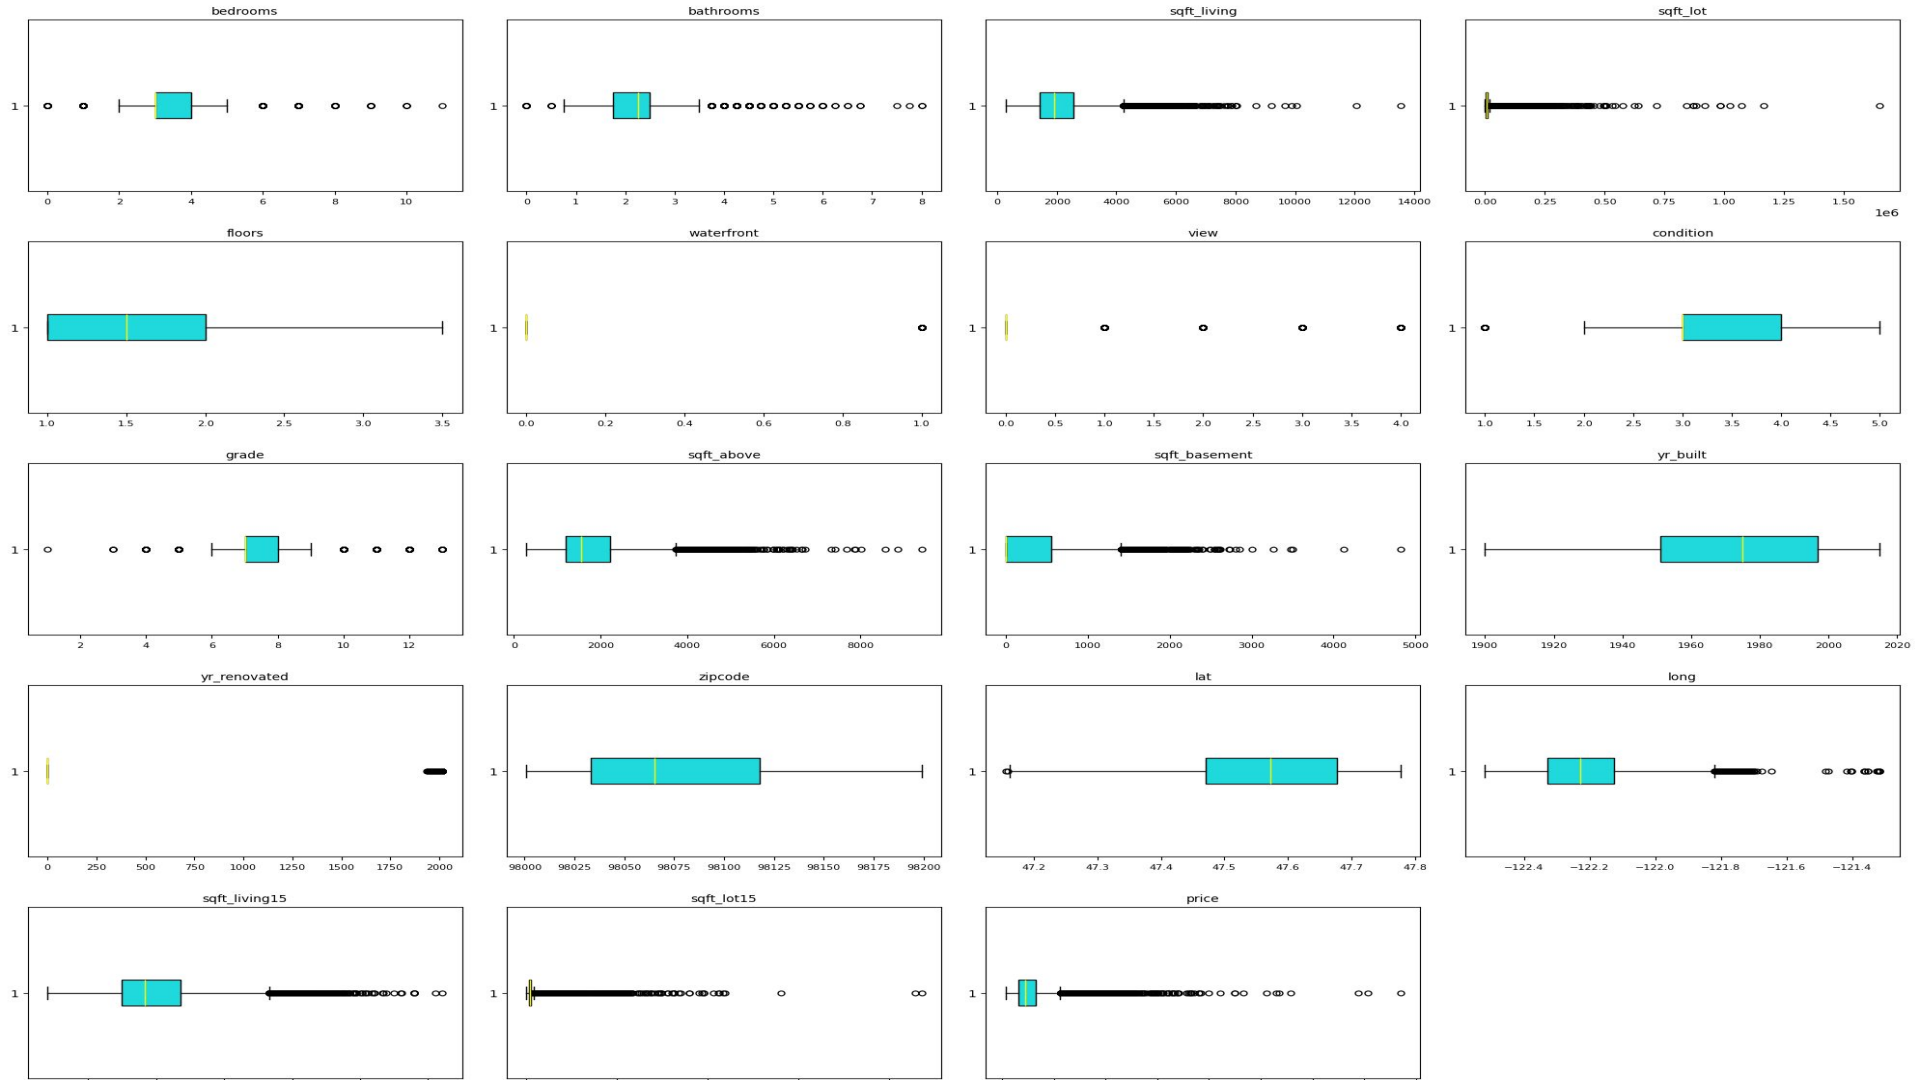 bedrooms bathrooms sqft_living sqft_lot
1 1 1 1
0 2 4 6 8 10 0 1 2 3 4 5 6 7 8 0 2000 4000 6000 8000 10000 12000 14000 0.00 0.25 0.50 0.75 1.00 1.25 1.50
1e6
floors waterfront view condition
1 1 1 1
1.0 1.5 2.0 2.5 3.0 3.5 0.0 0.2 0.4 0.6 0.8 1.0 0.0 0.5 1.0 1.5 2.0 2.5 3.0 3.5 4.0 1.0 1.5 2.0 2.5 3.0 3.5 4.0 4.5 5.0
grade sqft_above sqft_basement yr_built
1 1 1 1
2 4 6 8 10 12 0 2000 4000 6000 8000 0 1000 2000 3000 4000 5000 1900 1920 1940 1960 1980 2000 2020
yr_renovated zipcode lat long
1 1 1 1
0 250 500 750 1000 1250 1500 1750 2000 98000 98025 98050 98075 98100 98125 98150 98175 98200 47.2 47.3 47.4 47.5 47.6 47.7 47.8 −122.4 −122.2 −122.0 −121.8 −121.6 −121.4
sqft_living15 sqft_lot15 price
1 1 1